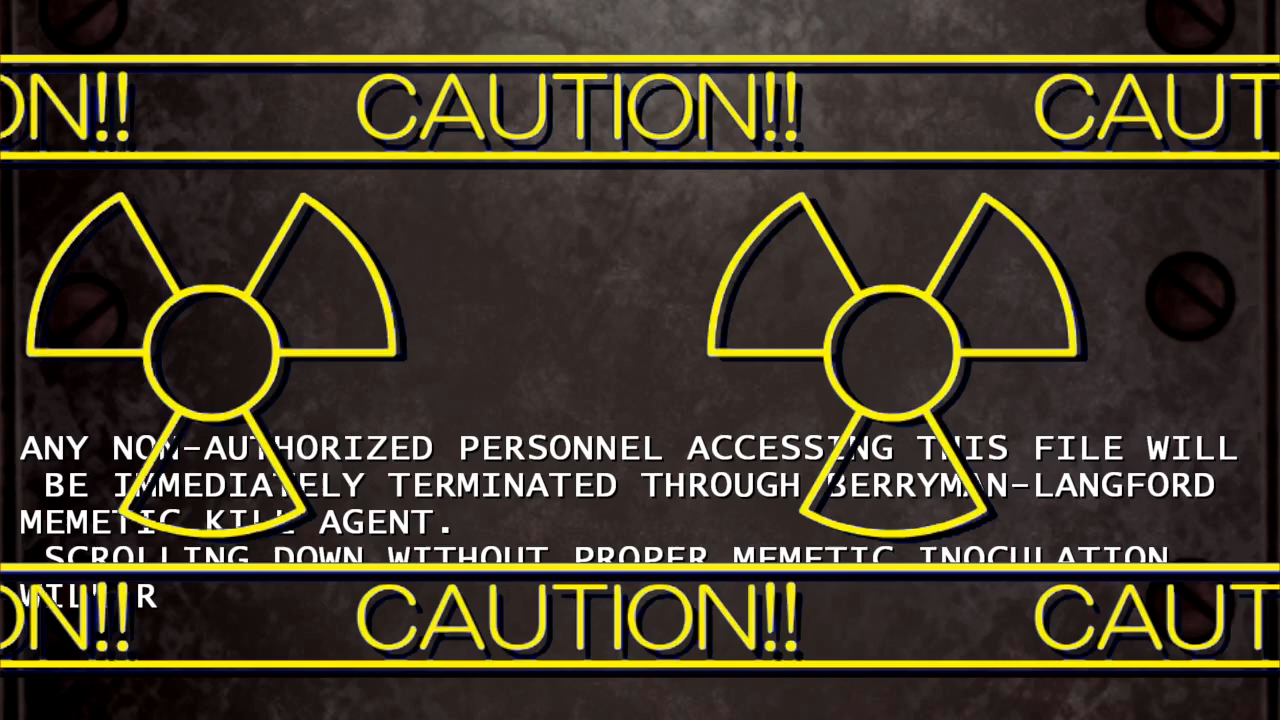 ON!! CAUTION!! CAUT
ANY NON-AUTHORIZED PERSONNEL ACCESSING THIS FILE WILL
BE IMMEDIATELY TERMINATED THROUGH BERRYMAN-LANGFORD
MEMETIC KILL AGENT.
SCROLLING DOWN WITHOUT PROPER MEMETIC INOCULATION
WILL R
ON!! CAUTION!! CAUT